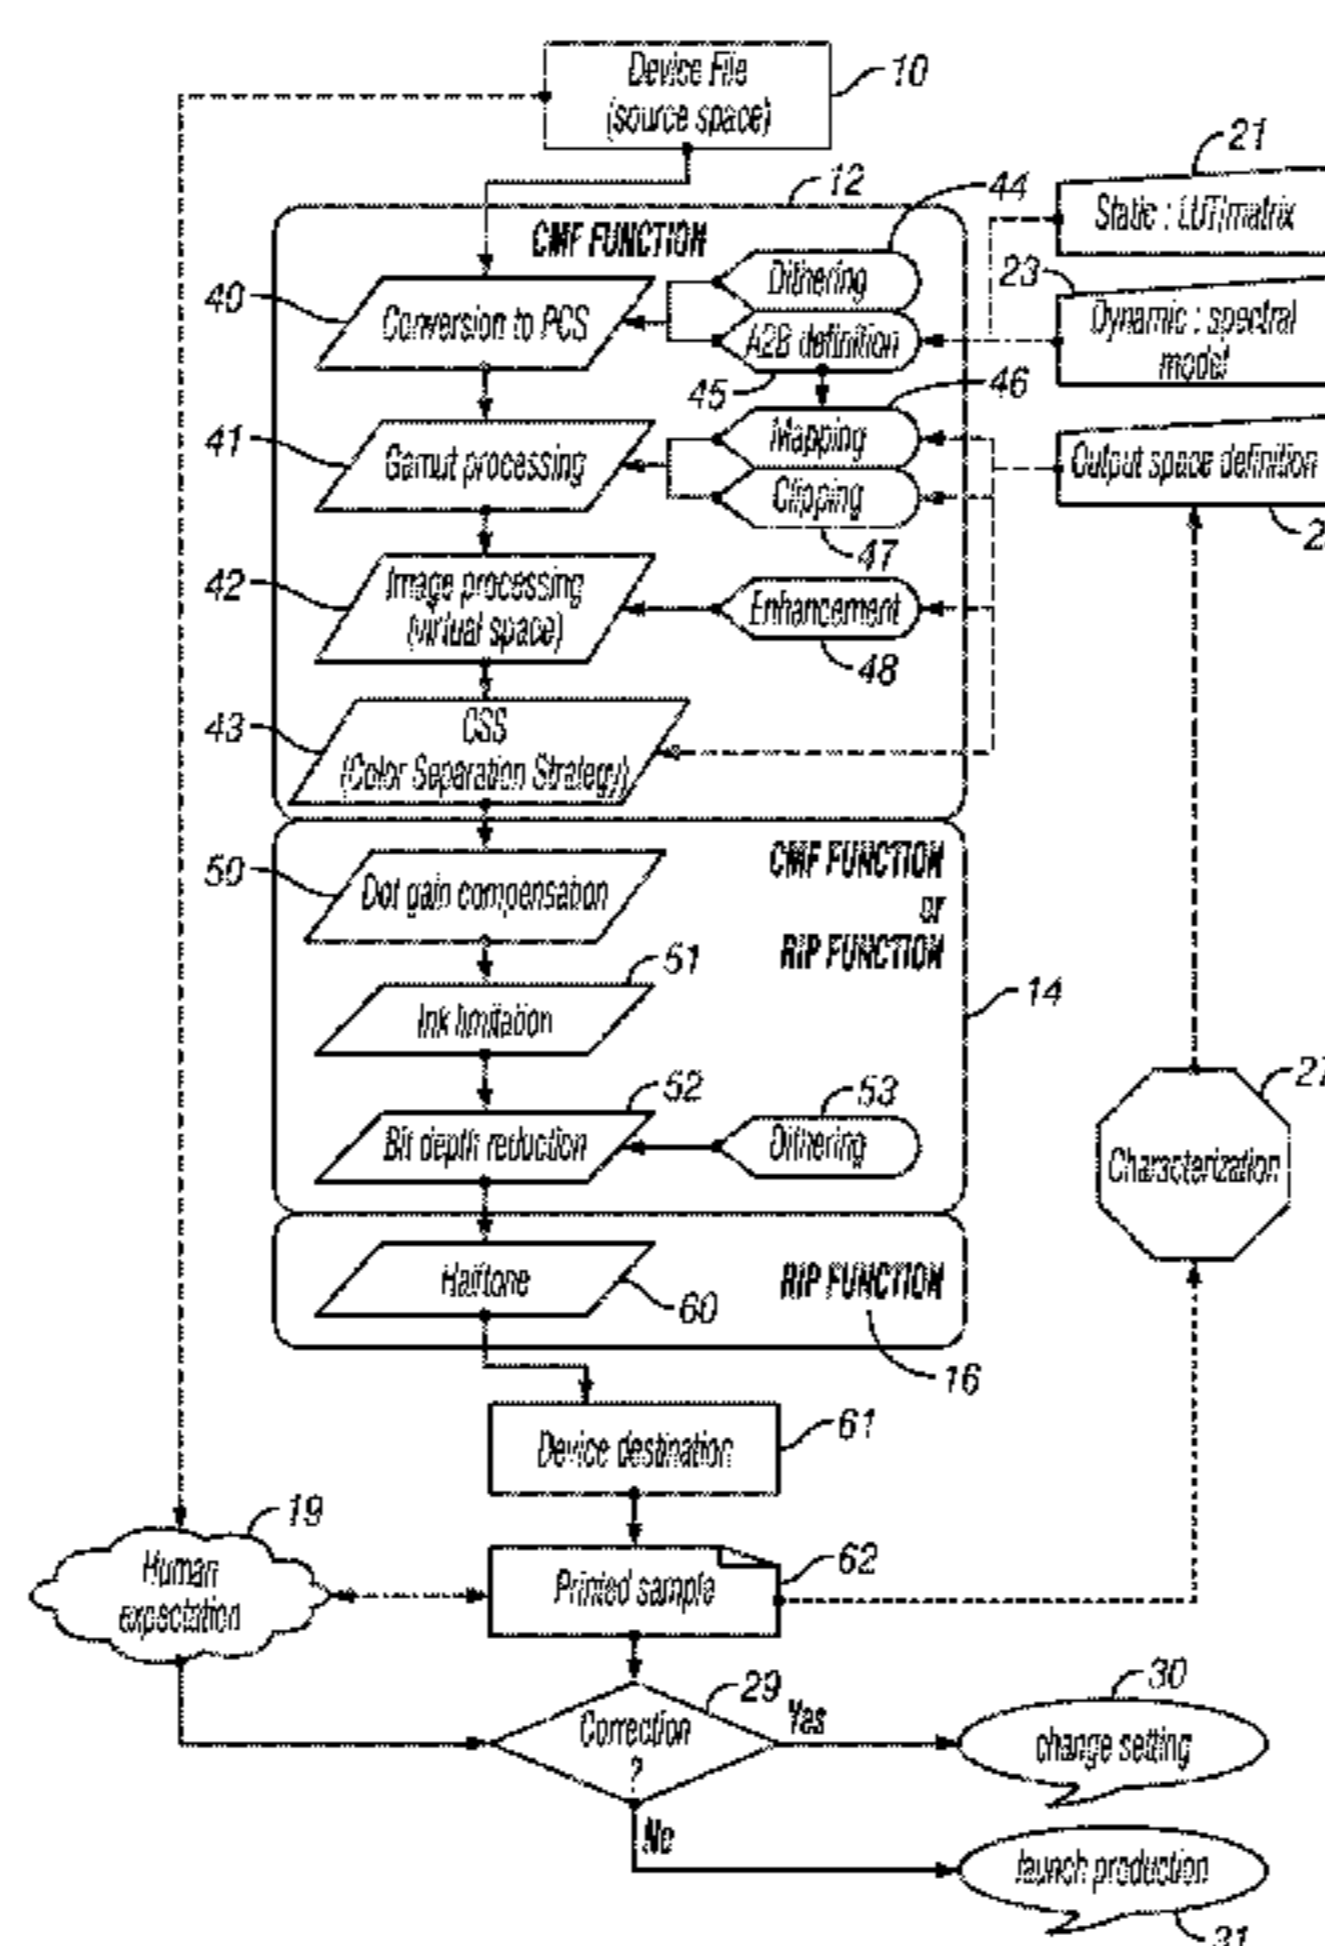 Device File
(source space)
10
21
12
44
Static : LUT/matrix
CMF FUNCTION
Dithering
23
40
Conversion to PCS
A2B definition
Dynamic : spectral
model
45
46
41
Gamut processing
Mapping
Output space definition
Clipping
47
42
Image processing
(virtual space)
Enhancement
48
43
CSS
(Color Separation Strategy)
50
Dot gain compensation
CMF FUNCTION
or
RIP FUNCTION
51
Ink limitation
14
52
53
Bit depth reduction
Dithering
27
Characterization
Halftone
RIP FUNCTION
60
16
61
Device destination
19
Human
expectation
62
Printed sample
29
Correction
?
Yes
30
change setting
No
launch production
31